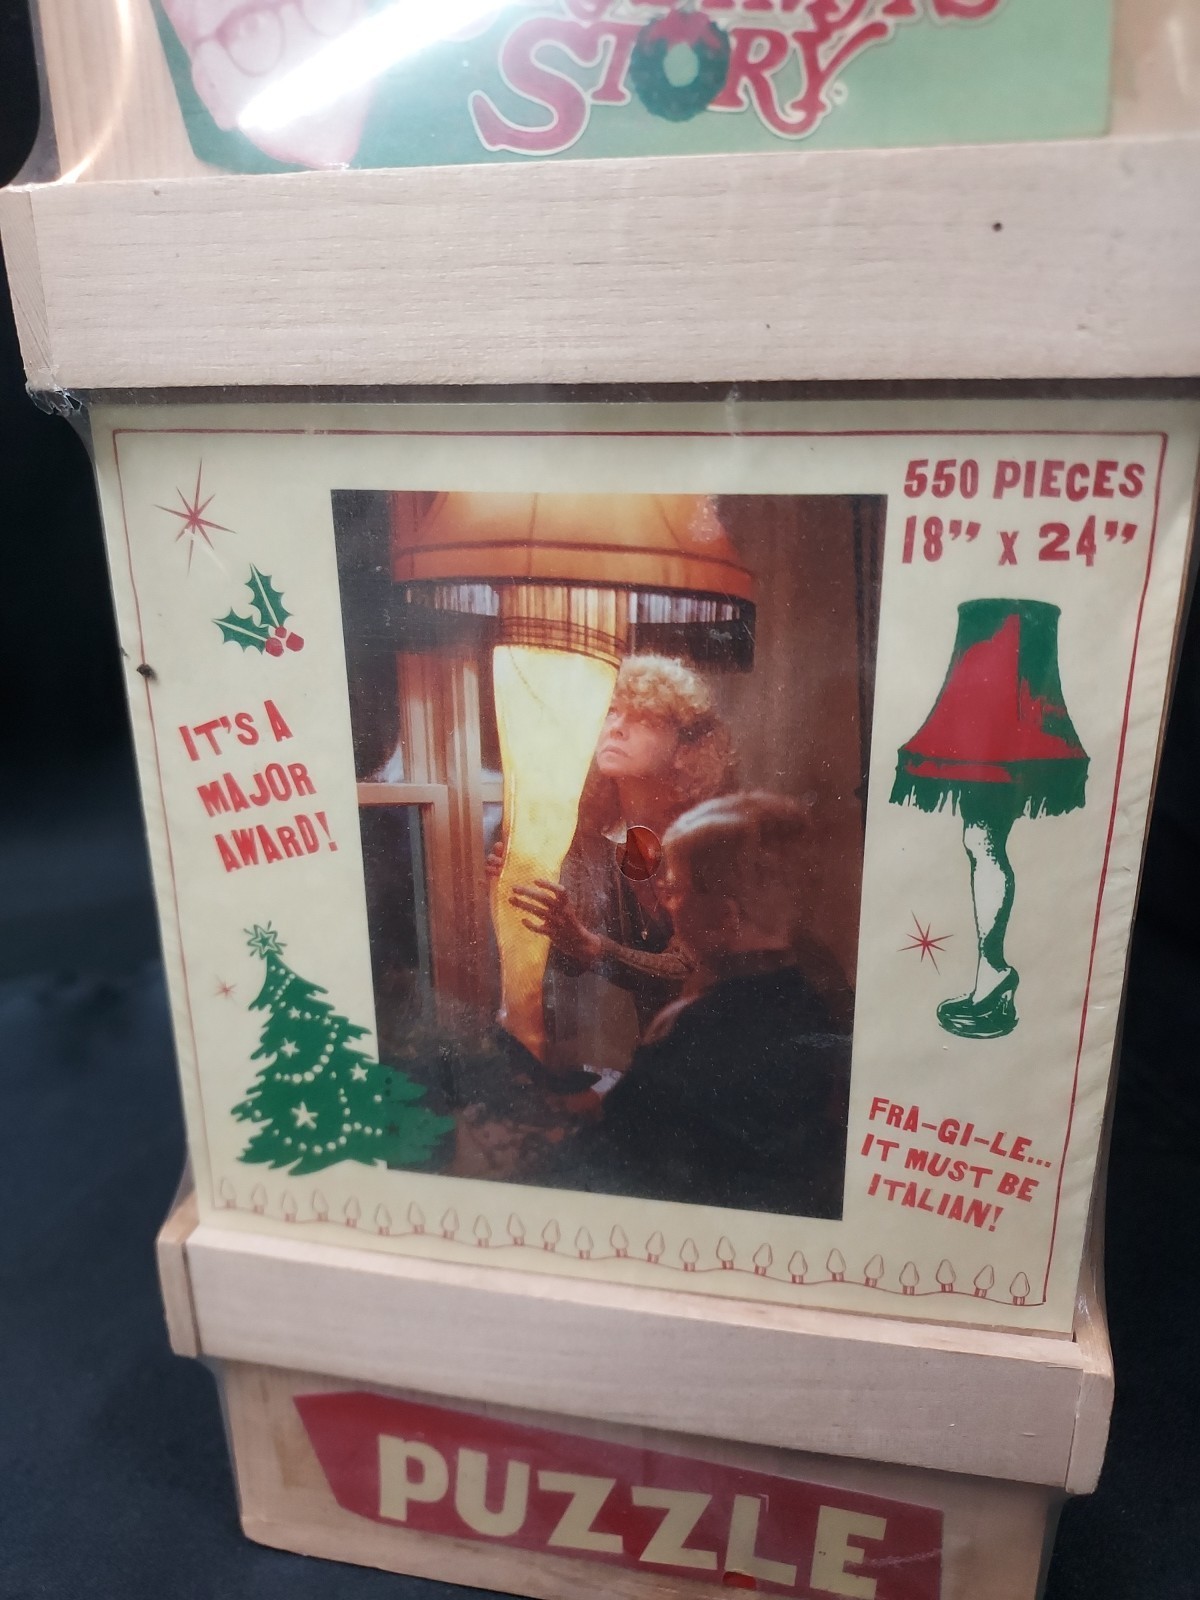 STORY
550 PIECES
18” x 24”
IT'S A
MAJOR
AWARD!
FRA-GI-LE...
IT MUST BE
ITALIAN!
PUZZLE